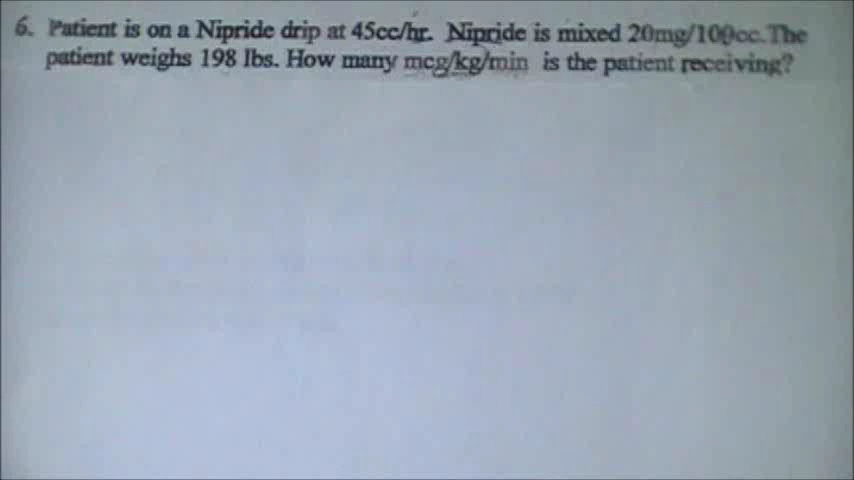 6. Patient is on a Nipride drip at 45cc/hr. Nipride is mixed 20mg/100cc. The
patient weighs 198 lbs. How many mcg/kg/min is the patient receiving?